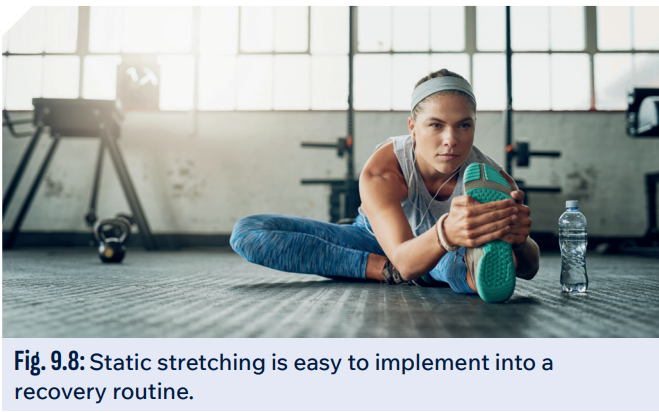 Fig. 9.8: Static stretching is easy to implement into a
recovery routine.